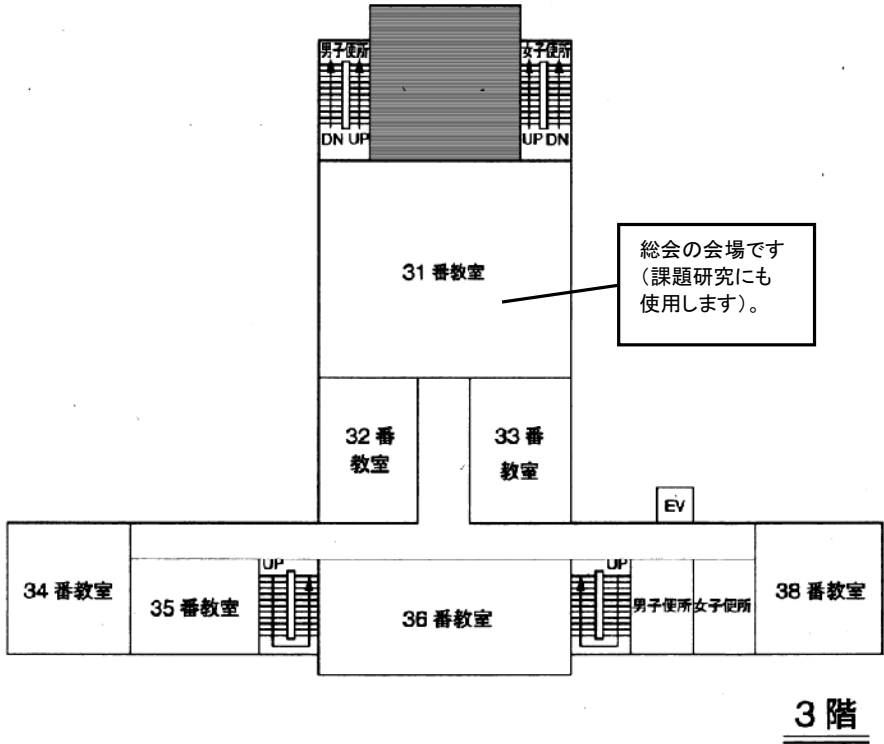 男子便所
女子便所
DN UP
UP DN
31 番教室
総会の会場です
（課題研究にも
使用します）。
32 番
教室
33 番
教室
EV
34 番教室
35 番教室
UP
36 番教室
UP
男子便所
女子便所
38 番教室
3 階